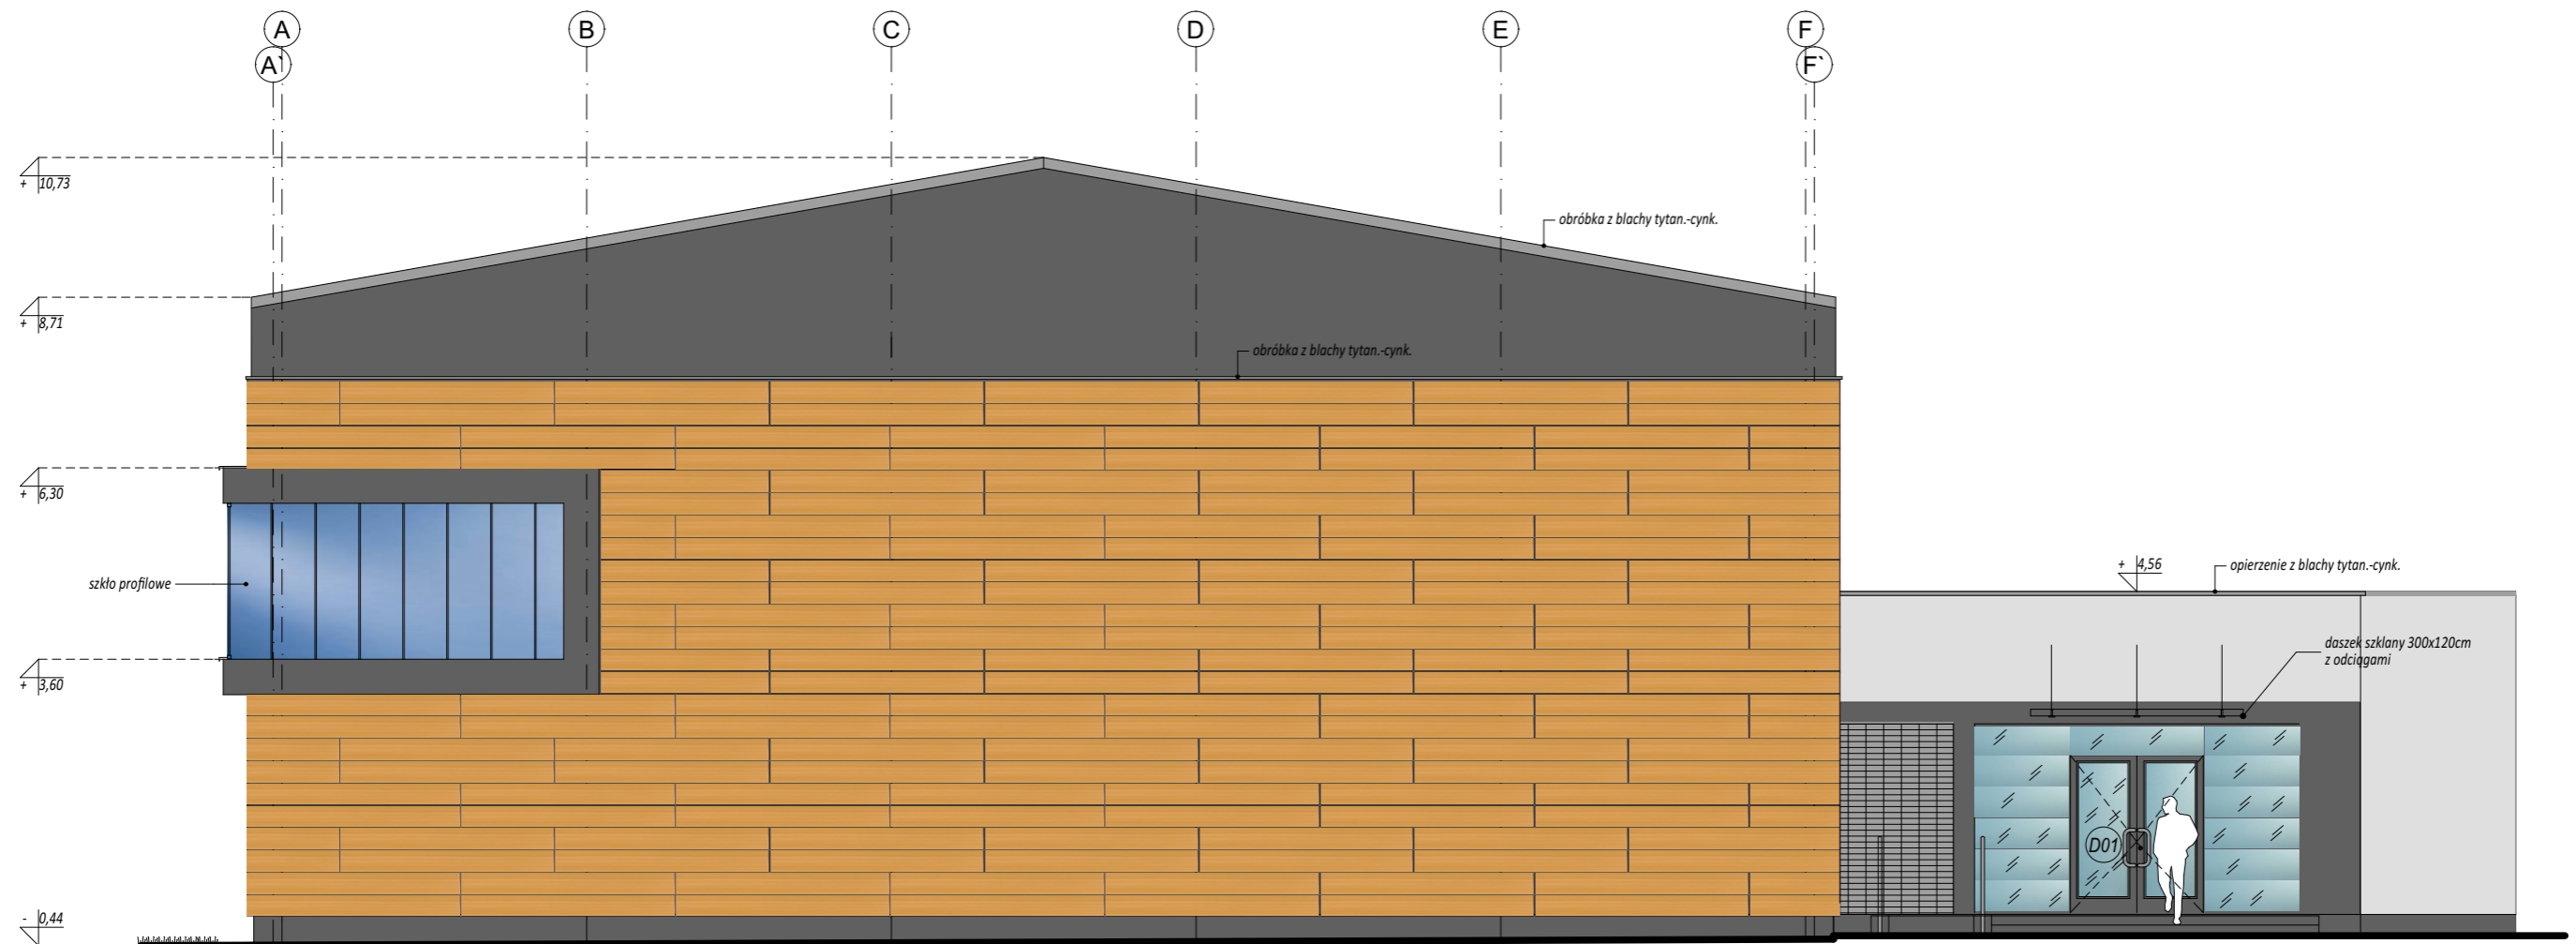 A
B
C
D
E
F
A`
F`
+ 10,73
obróbka z blachy tytan.-cynk.
+ 8,71
obróbka z blachy tytan.-cynk.
+ 6,30
+ 4,56
opierzenie z blachy tytan.-cynk.
szkło profilowe
daszek szklany 300x120cm
z odciągami
+ 3,60
D01
- 0,44